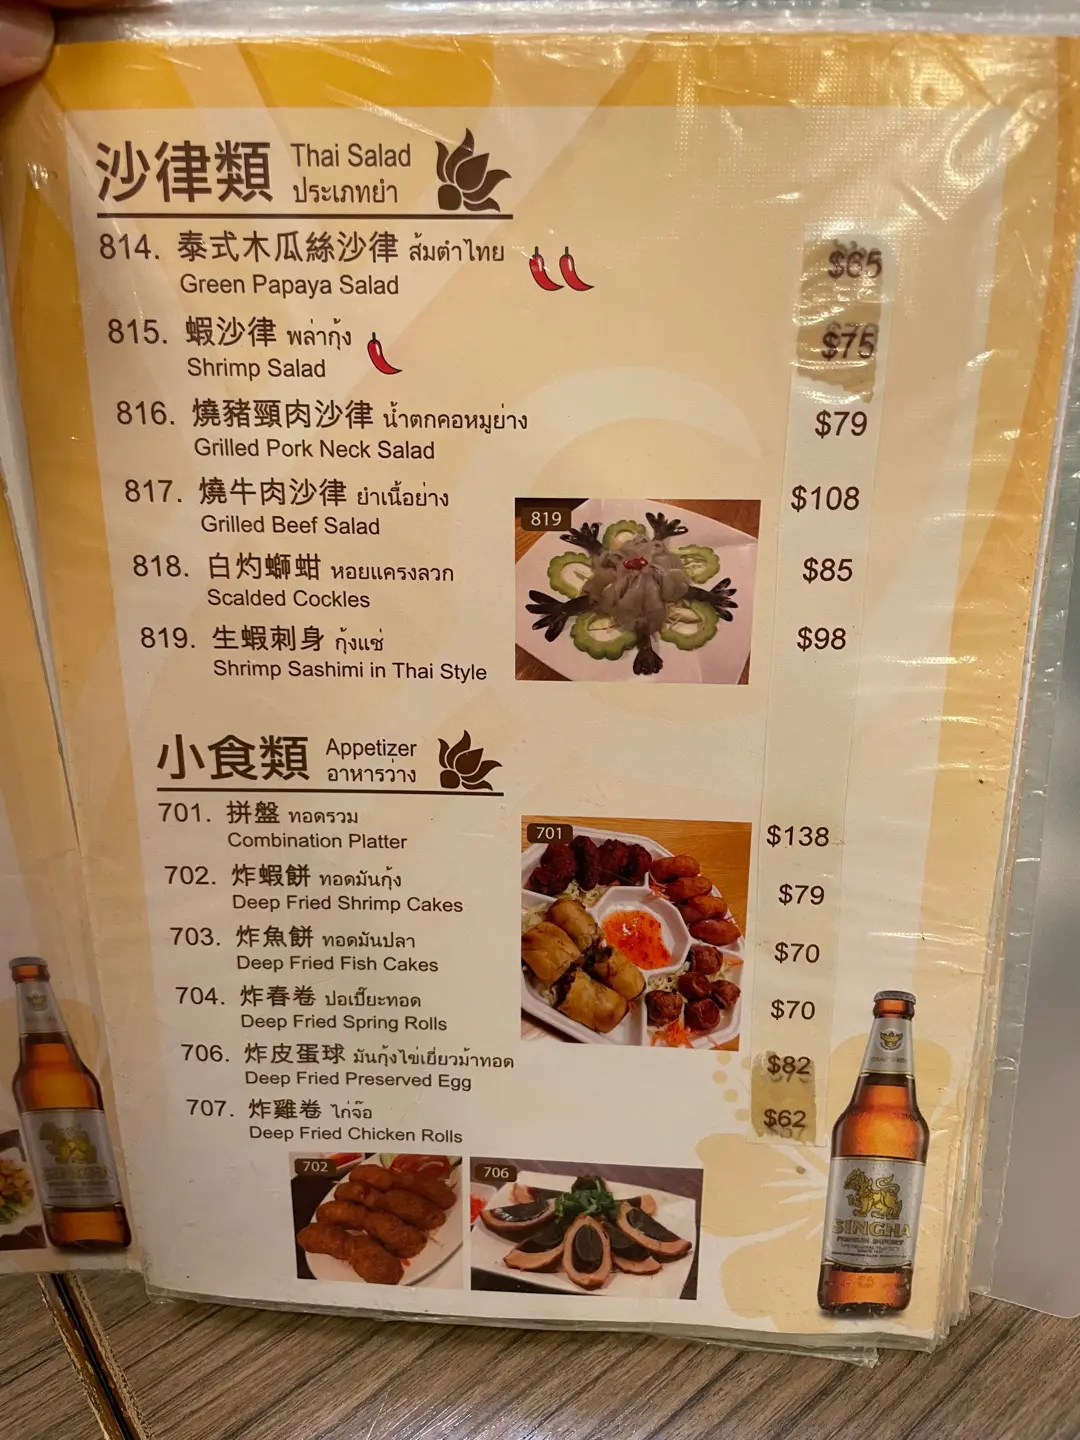 沙律類 Thai Salad
ประเภทยำ
814. 泰式木瓜絲沙律 ส้มตำไทย $65
Green Papaya Salad
815. 蝦沙律 พล่ากุ้ง $75
Shrimp Salad
816. 燒豬頸肉沙律 น้ำตกคอหมูย่าง $79
Grilled Pork Neck Salad
817. 燒牛肉沙律 ยำเนื้อย่าง $108
Grilled Beef Salad
818. 白灼螄蚶 หอยแครงลวก $85
Scalded Cockles
819. 生蝦刺身 กุ้งแช่ $98
Shrimp Sashimi in Thai Style
819
小食類 Appetizer
อาหารว่าง
701. 拼盤 ทอดรวม $138
Combination Platter
702. 炸蝦餅 ทอดมันกุ้ง $79
Deep Fried Shrimp Cakes
703. 炸魚餅 ทอดมันปลา $70
Deep Fried Fish Cakes
704. 炸春卷 ปอเปี๊ยะทอด $70
Deep Fried Spring Rolls
706. 炸皮蛋球 มันกุ้งไข่เยี่ยวม้าทอด $82
Deep Fried Preserved Egg
707. 炸雞卷 ไก่จ๊อ $62
Deep Fried Chicken Rolls
701
702
706
SINGHA